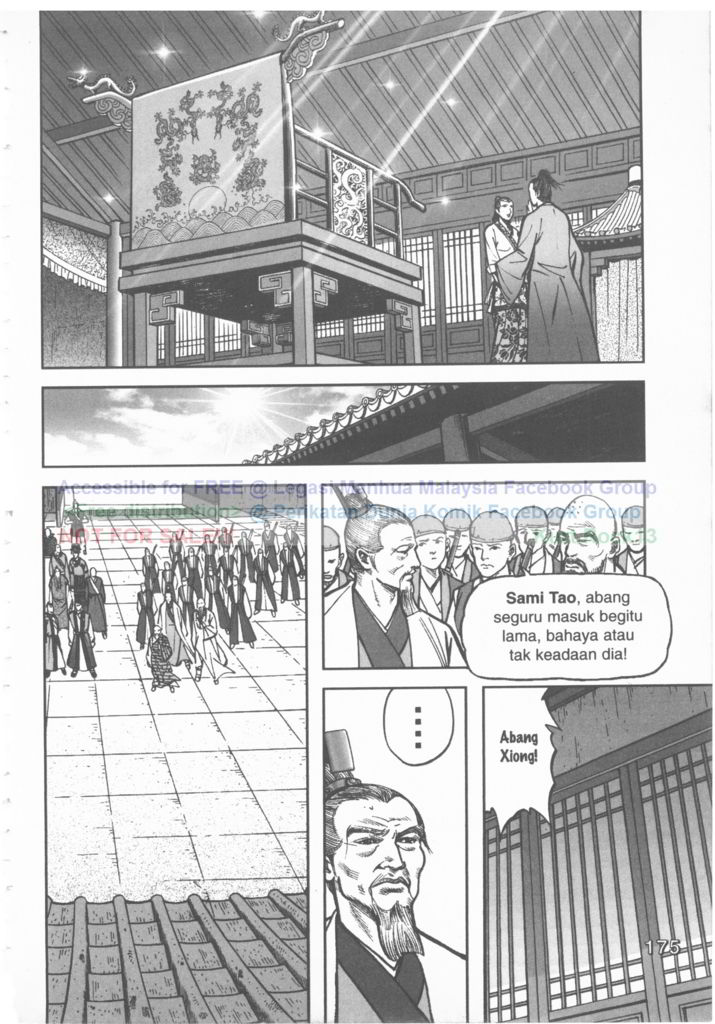 Accessible for FREE @ Legasi Manhua Malaysia Facebook Group
<Free distribution> @ Perikatan Dunia Komik Facebook Group
NOT FOR SALE!!
Sami Tao, abang
seguru masuk begitu
lama, bahaya atau
tak keadaan dia!
....
Abang
Xiong!
175